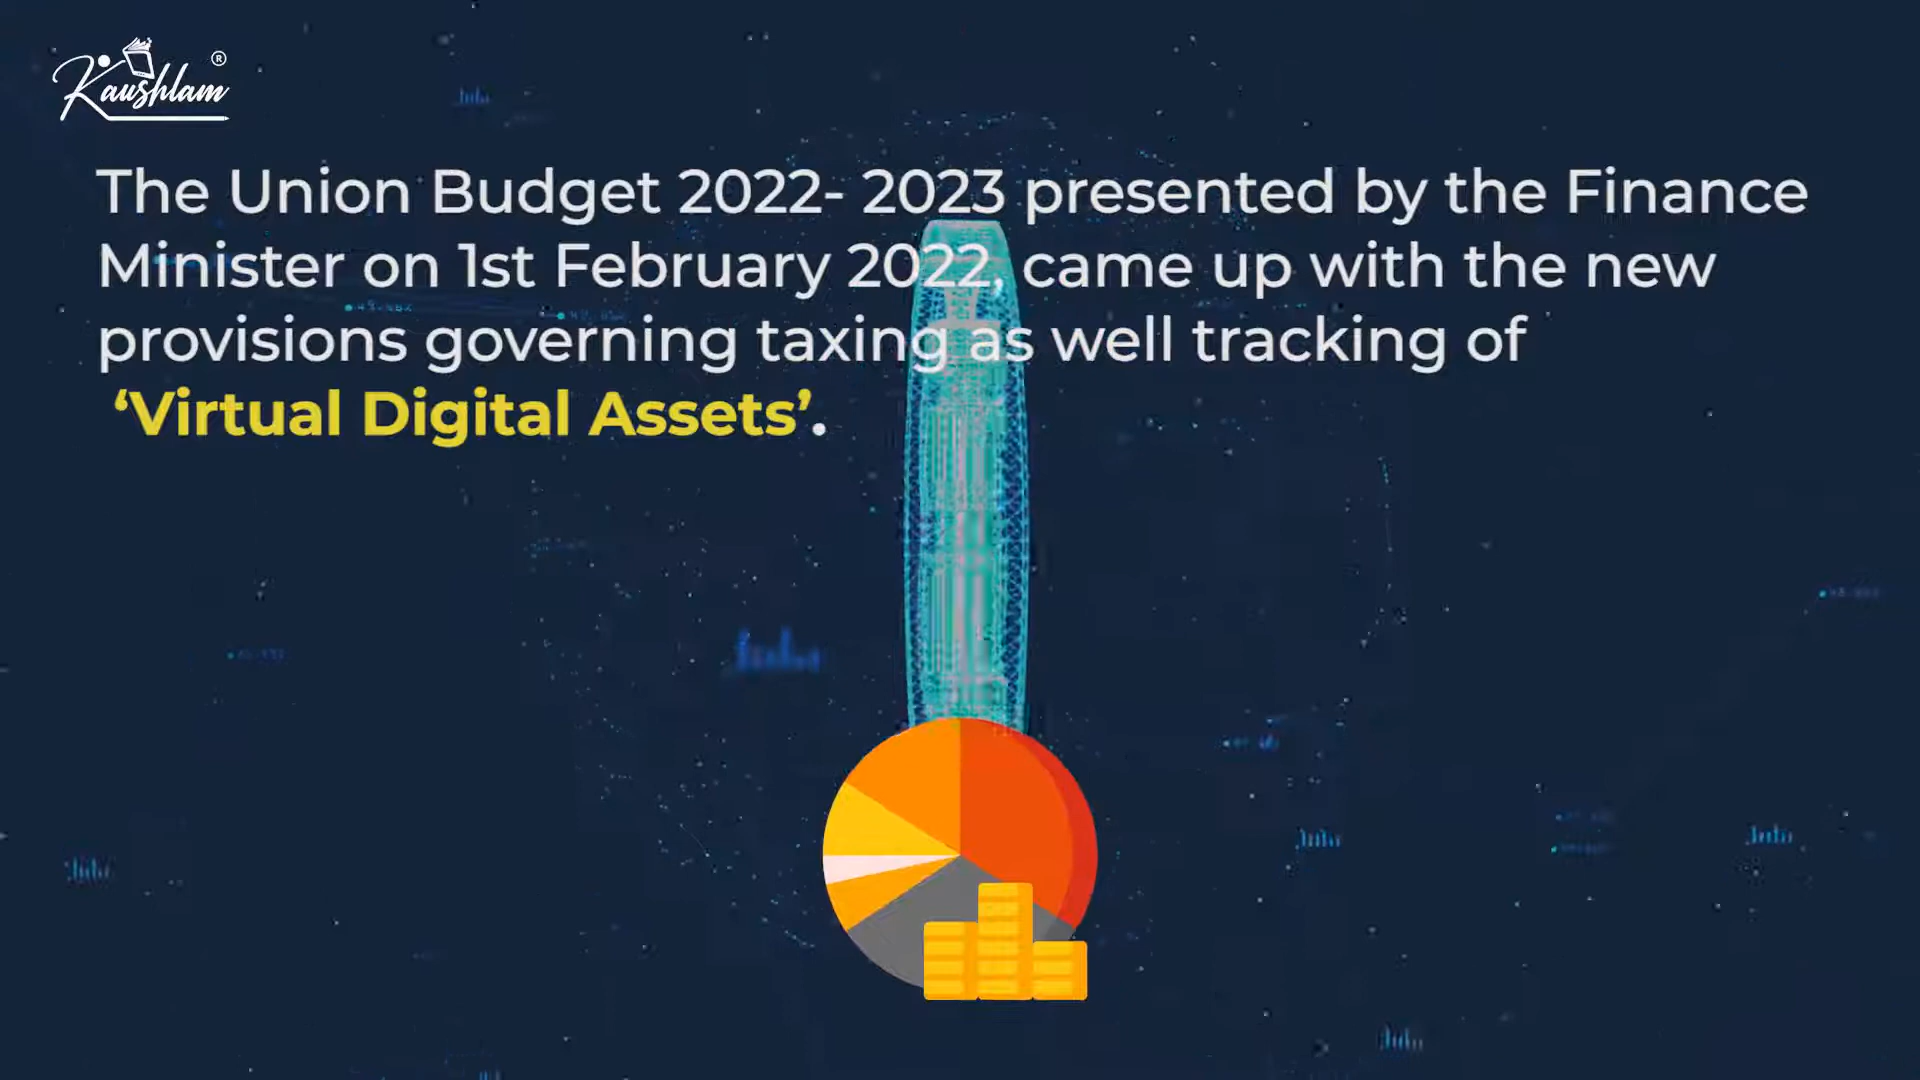 Kaushlam ®
The Union Budget 2022- 2023 presented by the Finance
Minister on 1st February 2022, came up with the new
provisions governing taxing as well tracking of
‘Virtual Digital Assets’.